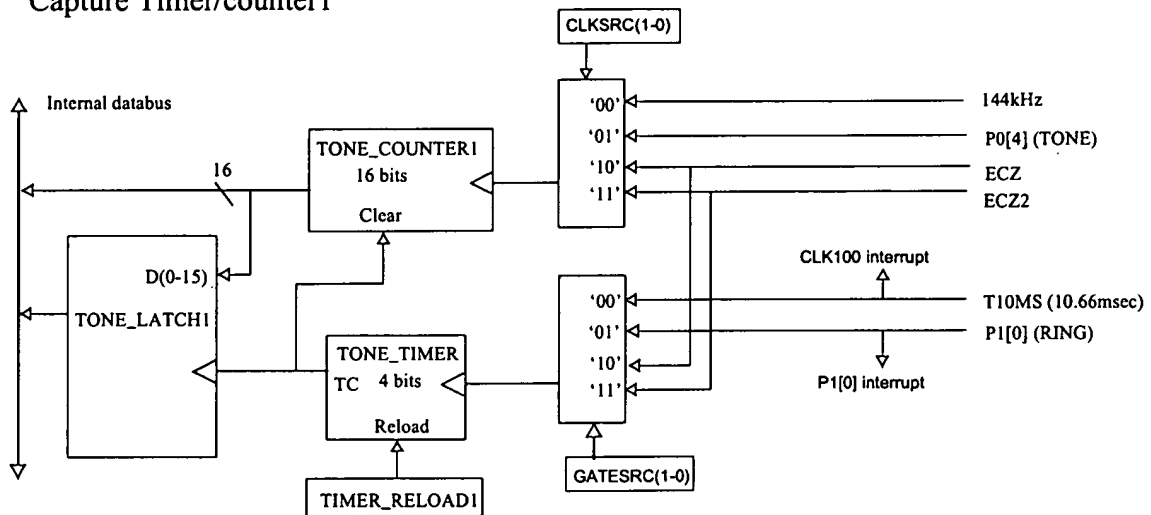 Capture Timer/counter1
CLKSRC(1-0)
Internal databus
'00'
144kHz
TONE_COUNTER1
16 bits
Clear
'01'
P0[4] (TONE)
16
'10'
ECZ
'11'
ECZ2
CLK100 interrupt
D(0-15)
'00'
T10MS (10.66msec)
TONE_LATCH1
'01'
P1[0] (RING)
TONE_TIMER
TC 4 bits
Reload
'10'
'11'
P1[0] interrupt
GATESRC(1-0)
TIMER_RELOAD1